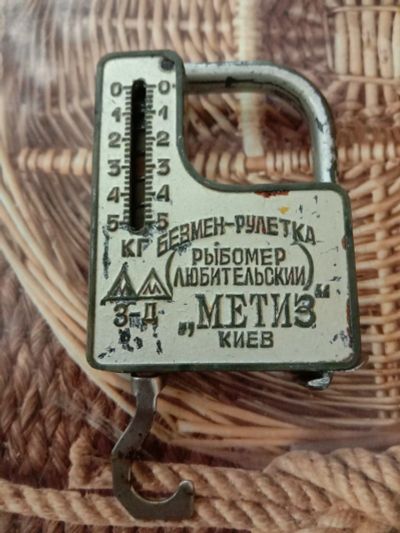 0 0
1 1
2 2
3 3
4 4
5 5
КГ
БЕЗМЕН-РУЛЕТКА
РЫБОМЕР
(ЛЮБИТЕЛЬСКИЙ)
З-Д „МЕТИЗ“
КИЕВ